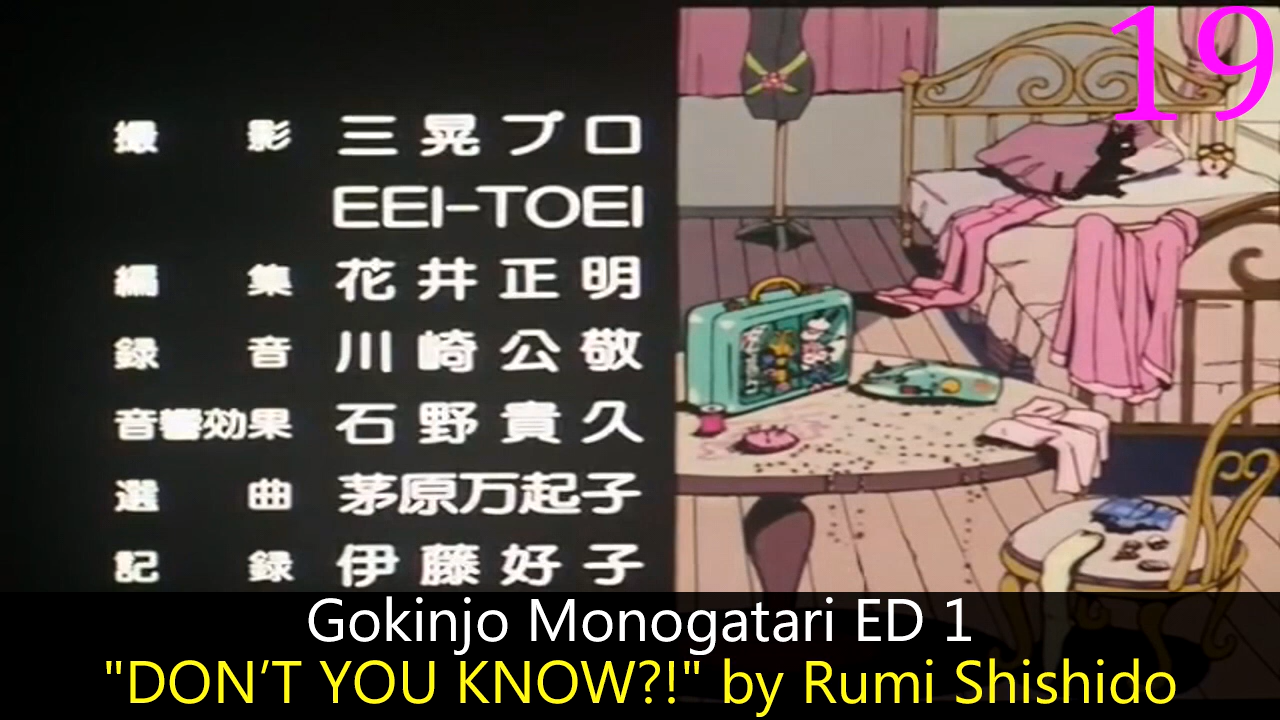 19
撮影 三晃プロ
EEI-TOEI
編集 花井正明
録音 川崎公敬
音響効果 石野貴久
選曲 茅原万起子
記録 伊藤好子
Gokinjo Monogatari ED 1
"DON’T YOU KNOW?!" by Rumi Shishido